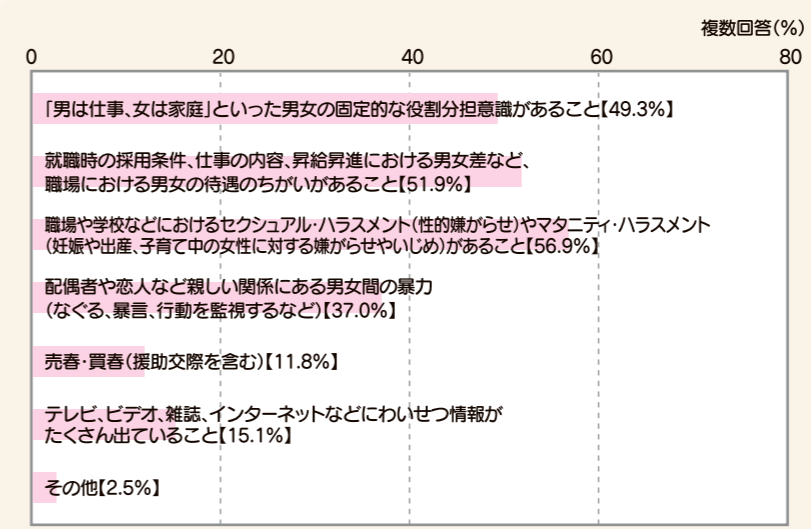 複数回答(%)
0 20 40 60 80
「男は仕事、女は家庭」といった男女の固定的な役割分担意識があること【49.3%】
就職時の採用条件、仕事の内容、昇給昇進における男女差など、
職場における男女の待遇のちがいがあること【51.9%】
職場や学校などにおけるセクシュアル・ハラスメント(性的嫌がらせ)やマタニティ・ハラスメント
(妊娠や出産、子育て中の女性に対する嫌がらせやいじめ)があること【56.9%】
配偶者や恋人など親しい関係にある男女間の暴力
(なぐる、暴言、行動を監視するなど)【37.0%】
売春・買春(援助交際を含む)【11.8%】
テレビ、ビデオ、雑誌、インターネットなどにわいせつ情報が
たくさん出ていること【15.1%】
その他【2.5%】